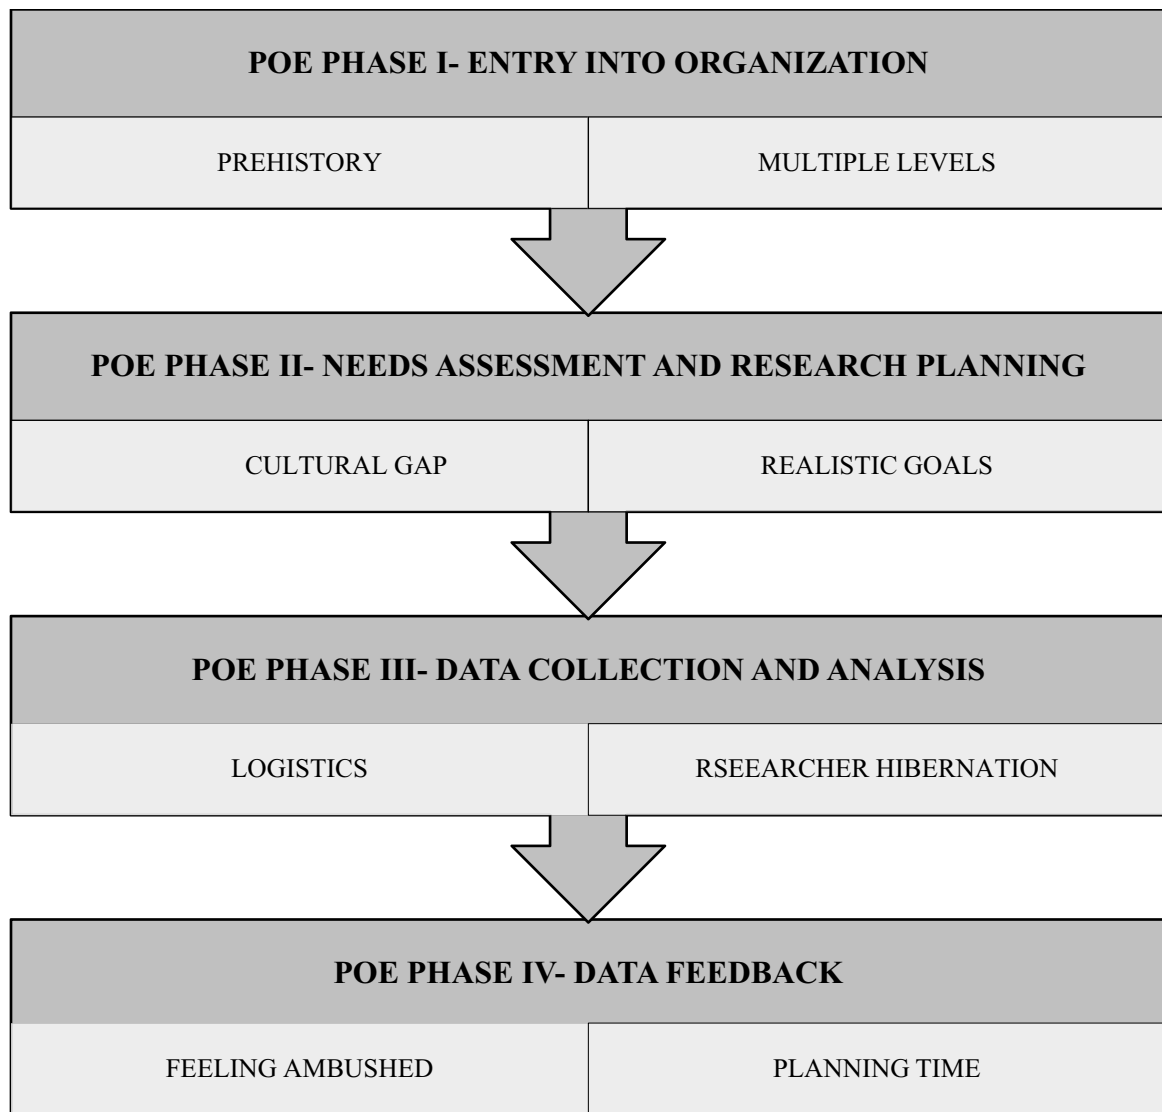 POE PHASE I- ENTRY INTO ORGANIZATION
PREHISTORY
MULTIPLE LEVELS
POE PHASE II- NEEDS ASSESSMENT AND RESEARCH PLANNING
CULTURAL GAP
REALISTIC GOALS
POE PHASE III- DATA COLLECTION AND ANALYSIS
LOGISTICS
RSEEARCHER HIBERNATION
POE PHASE IV- DATA FEEDBACK
FEELING AMBUSHED
PLANNING TIME